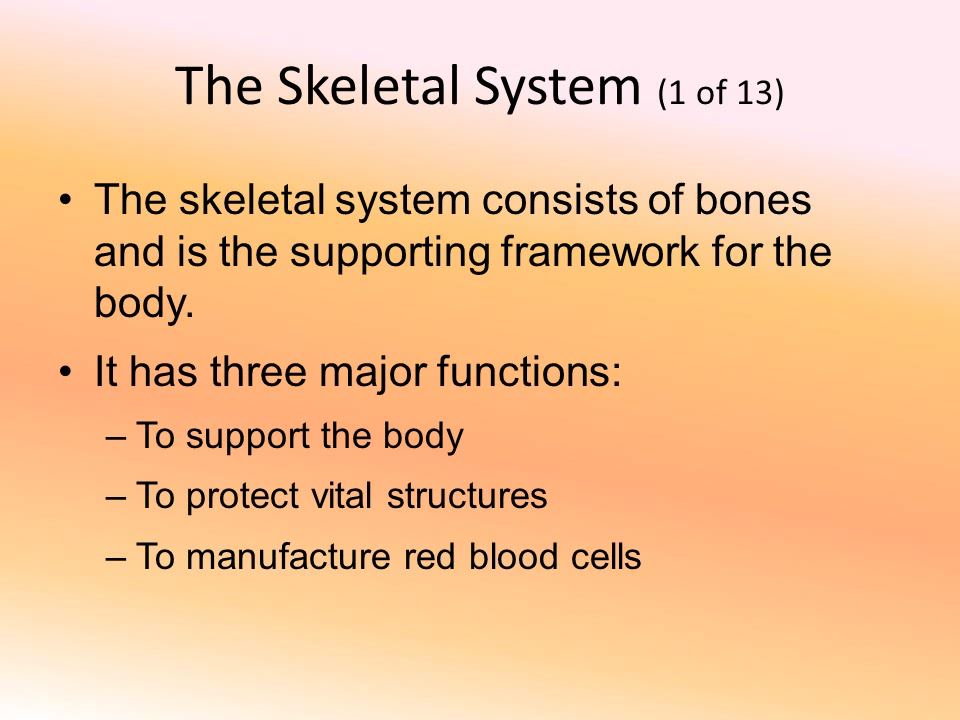 The Skeletal System (1 of 13)
• The skeletal system consists of bones
and is the supporting framework for the
body.
• It has three major functions:
– To support the body
– To protect vital structures
– To manufacture red blood cells